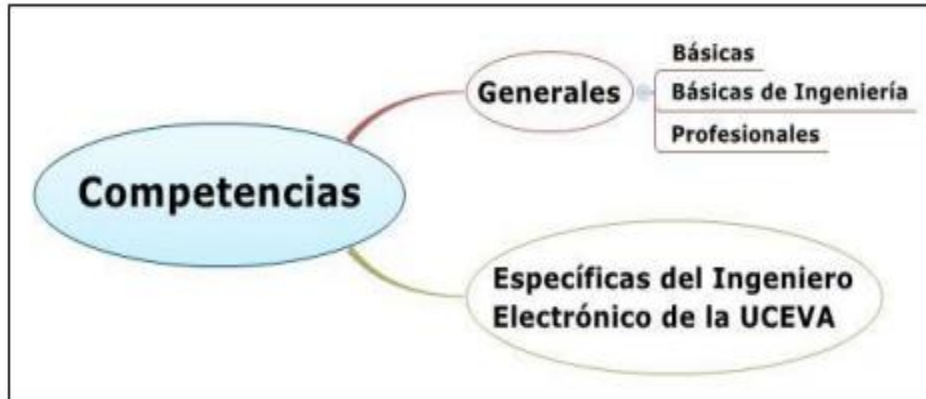 Competencias
Generales
Básicas
Básicas de Ingeniería
Profesionales
Específicas del Ingeniero
Electrónico de la UCEVA